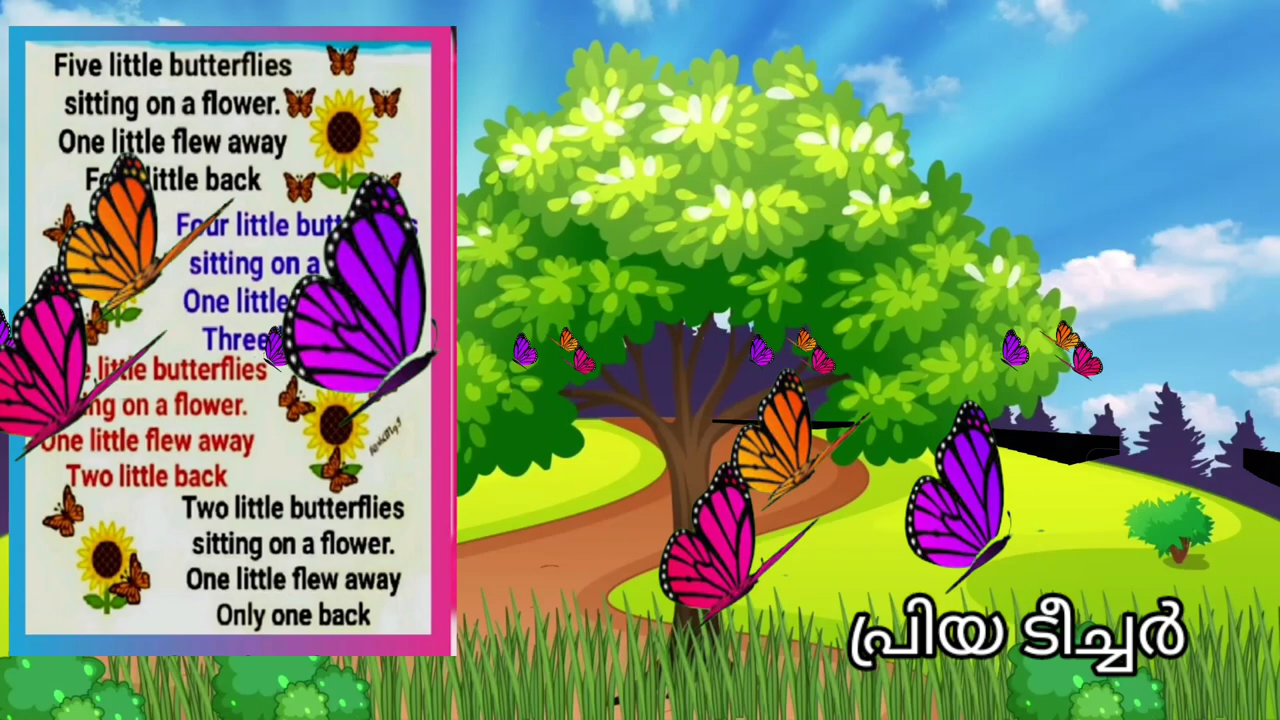 Five little butterflies
sitting on a flower.
One little flew away
little back
Four little
sitting on a
One little
Three
little butterflies
on a flower.
One little flew away
Two little back
Two little butterflies
sitting on a flower.
One little flew away
Only one back
പ്രിയ ടീച്ചർ